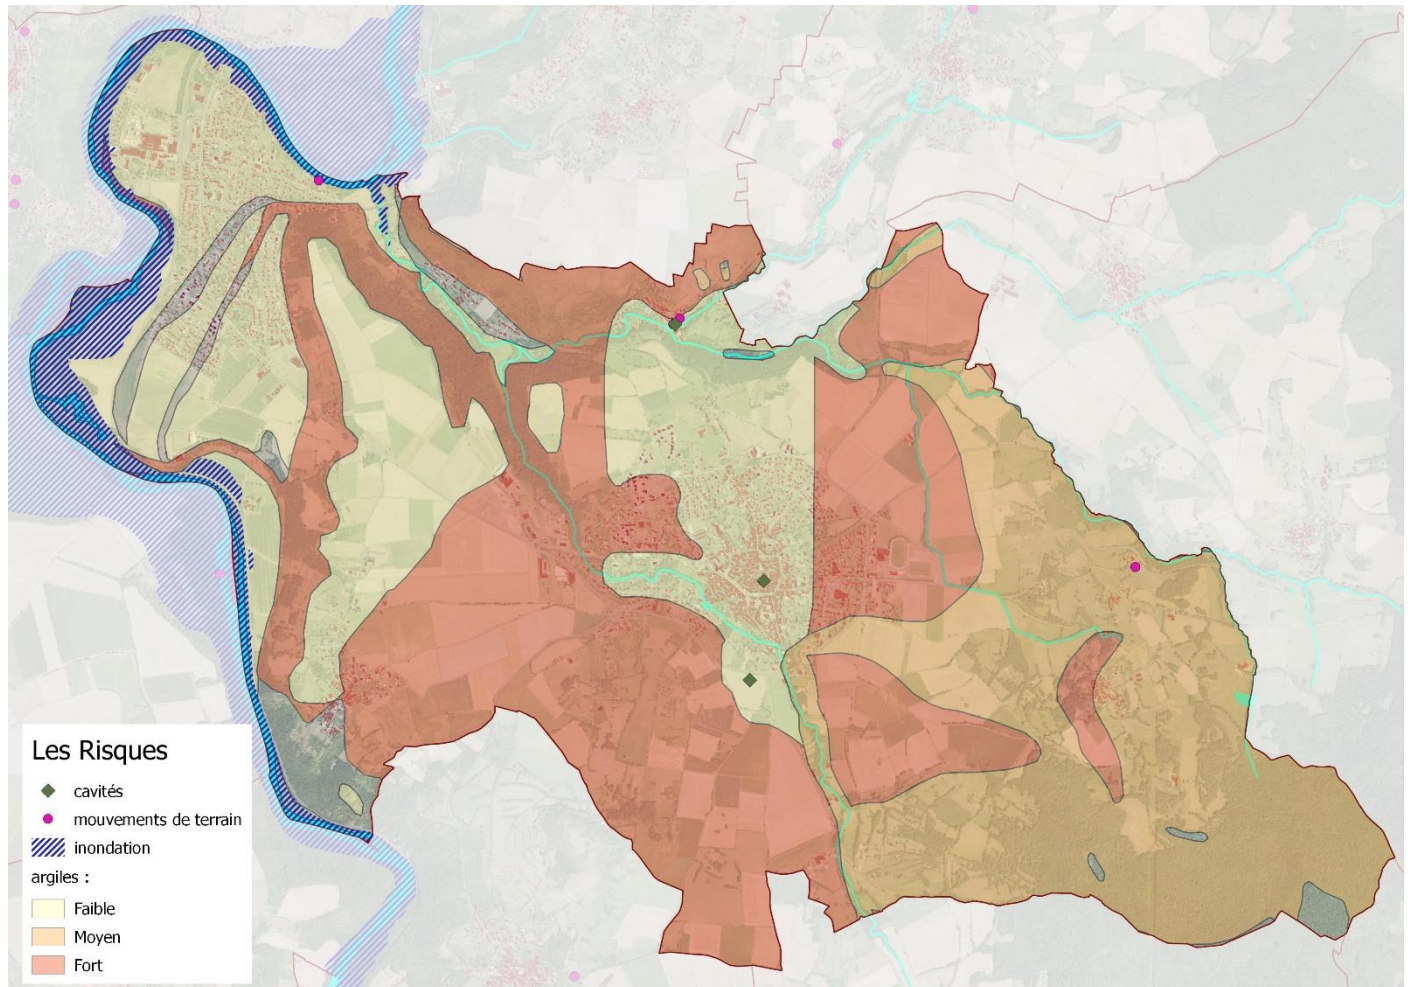 Les Risques
cavités
mouvements de terrain
inondation
argiles :
Faible
Moyen
Fort